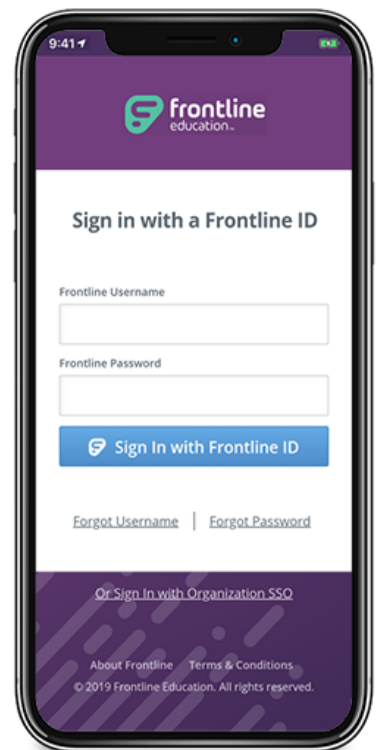 9:41
frontline
education™
Sign in with a Frontline ID
Frontline Username
Frontline Password
Sign In with Frontline ID
Forgot Username | Forgot Password
Or Sign In with Organization SSO
About Frontline Terms & Conditions
© 2019 Frontline Education. All rights reserved.